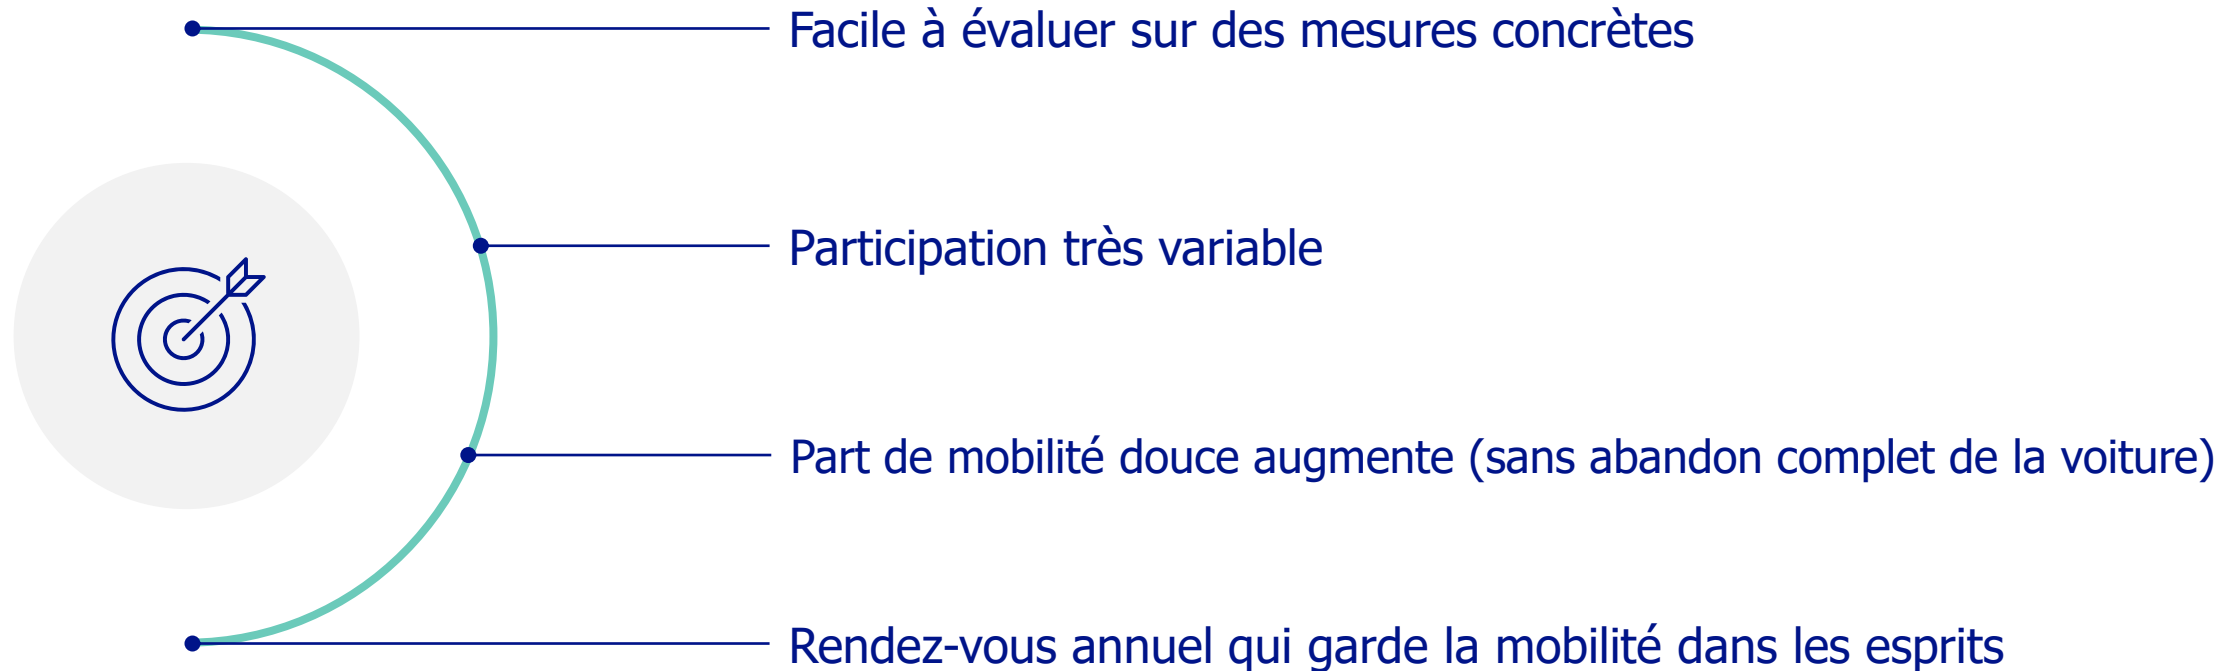 Facile à évaluer sur des mesures concrètes
Participation très variable
Part de mobilité douce augmente (sans abandon complet de la voiture)
Rendez-vous annuel qui garde la mobilité dans les esprits